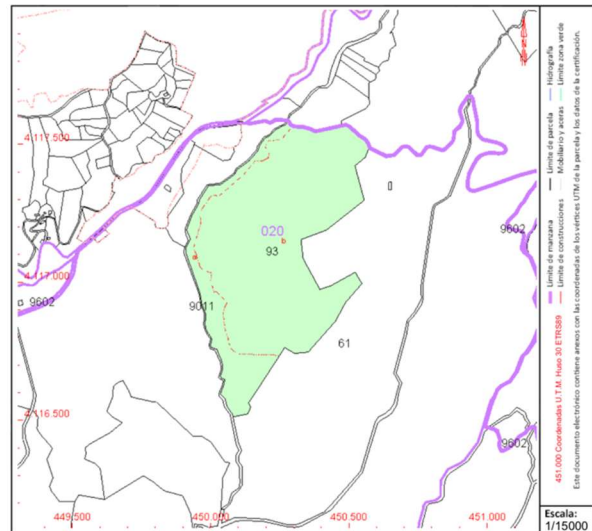 4.117.500
020
93
9602
4.117.000
9602
9011
61
4.116.500
9602
449.500
450.000
450.500
451.000
Límite de manzana
Límite de parcela
Hidrografía
451.000 Coordenadas U.T.M. Huso 30 ETRS89
Límite de construcciones
Mobiliario y aceras
Límite zona verde
Este documento electrónico contiene anexos con las coordenadas de los vértices UTM de la parcela y los datos de la certificación.
Escala:
1/15000